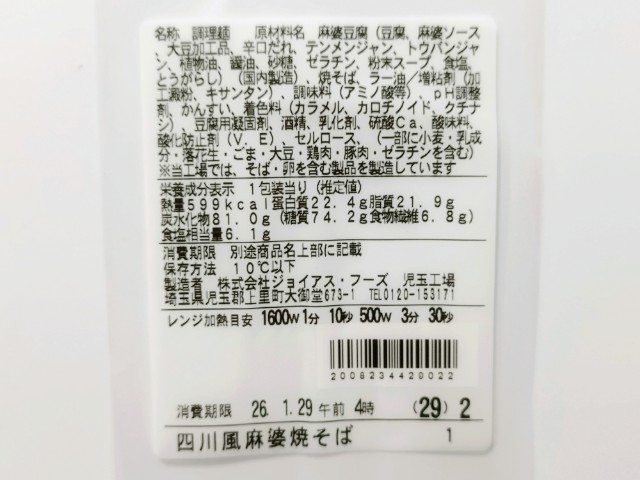 名称 調理麺 原材料名 麻婆豆腐（豆腐、麻婆ソース
、大豆加工品、辛口だれ、テンメンジャン、トウバンジャ
ン、植物油、醤油、砂糖、ゼラチン、粉末スープ、食塩、
とうがらし）（国内製造）、焼そば、ラー油／増粘剤（加
工澱粉、キサンタン）、調味料（アミノ酸等）、ｐＨ調整
剤、かんすい、着色料（カラメル、カロチノイド、クチナ
シ）、豆腐用凝固剤、酒精、乳化剤、硫酸Ｃａ、酸味料、
酸化防止剤（Ｖ．Ｅ）、セルロース、（一部に小麦・乳成
分・落花生・ごま・大豆・鶏肉・豚肉・ゼラチンを含む）
※当工場では、そば・卵を含む製品を製造しています
栄養成分表示 １包装当り（推定値）
熱量５９９ｋｃａｌ蛋白質２２．４ｇ脂質２１．９ｇ
炭水化物８１．０ｇ（糖質７４．２ｇ食物繊維６．８ｇ）
食塩相当量６．１ｇ
消費期限 別途商品名上部に記載
保存方法 １０℃以下
製造者 株式会社ジョイアス・フーズ 児玉工場
埼玉県児玉郡上里町大御堂673-1 TEL0120-153171
レンジ加熱目安 1600W 1分 10秒 500W 3分 30秒
2008234429022
消費期限 26. 1.29 午前 4時 (29) 2
四川風麻婆焼そば 1